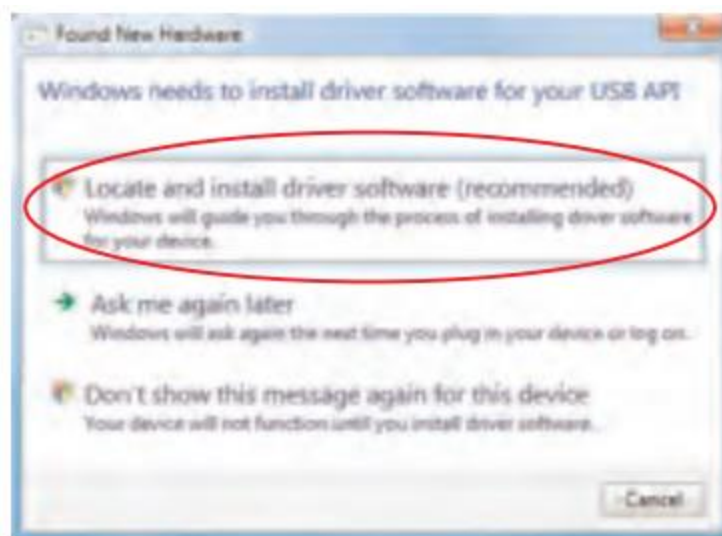 Found New Hardware
Windows needs to install driver software for your USB API
Locate and install driver software (recommended)
Windows will guide you through the process of installing driver software
for your device.
Ask me again later
Windows will ask again the next time you plug in your device or log on.
Don't show this message again for this device
Your device will not function until you install driver software.
Cancel